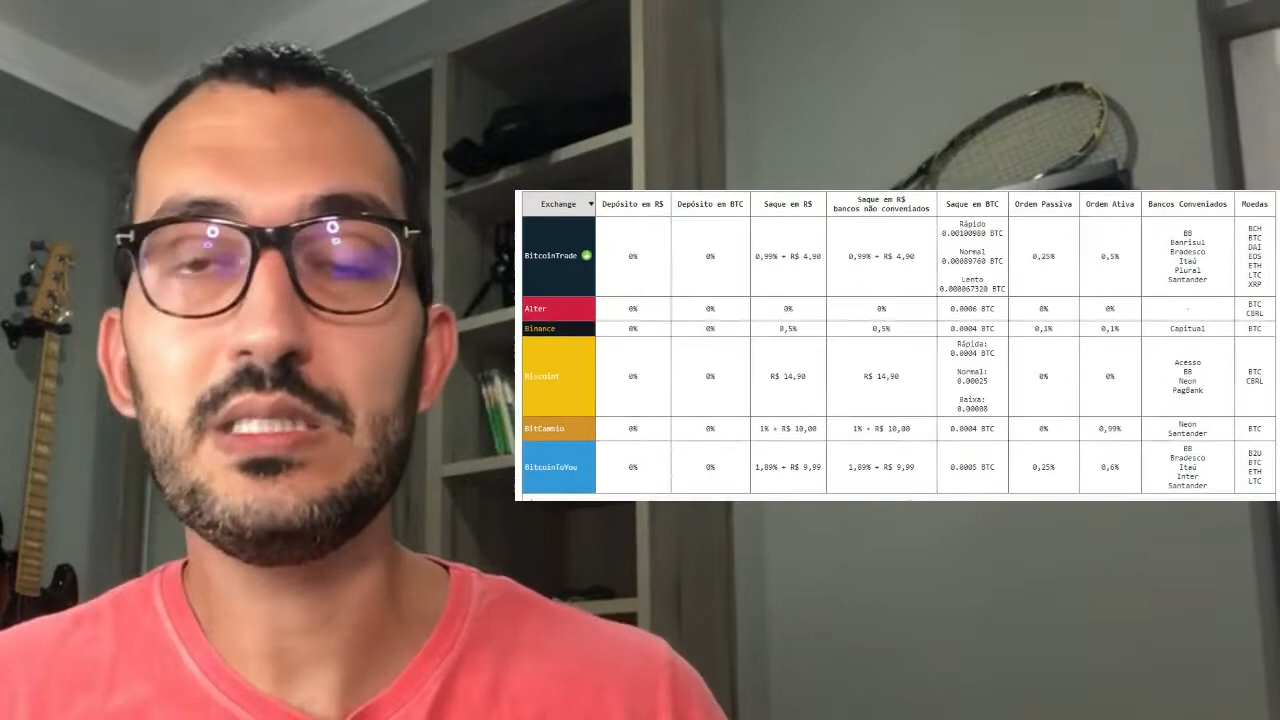 Exchange Depósito em R$ Depósito em BTC Saque em R$ Saque em R$ bancos não conveniados Saque em BTC Ordem Passiva Ordem Ativa Bancos Conveniados Moedas
BitcoinTrade 0% 0% 0,99% + R$ 4,90 0,99% + R$ 4,90
Rápido
0.00100980 BTC
Normal
0.00089760 BTC
Lento
0.000067320 BTC
0,25% 0,5%
BB
Banrisul
Bradesco
Itaú
Plural
Santander
BCH
BTC
DAI
EOS
ETH
LTC
XRP
Alter 0% 0% 0% 0% 0.0006 BTC 0% 0% -
BTC
CBRL
Binance 0% 0% 0,5% 0,5% 0.0004 BTC 0,1% 0,1% Capitual BTC
Biscoint 0% 0% R$ 14,90 R$ 14,90
Rápida:
0.0004 BTC
Normal:
0.00025
Baixa:
0.00008
0% 0%
Acesso
BB
Neon
PagBank
BTC
CBRL
BitCambio 0% 0% 1% + R$ 10,00 1% + R$ 10,00 0.0004 BTC 0% 0,99%
Neon
Santander
BTC
BitcoinToYou 0% 0% 1,89% + R$ 9,99 1,89% + R$ 9,99 0.0005 BTC 0,25% 0,6%
BB
Bradesco
Itaú
Inter
Santander
B2U
BTC
ETH
LTC